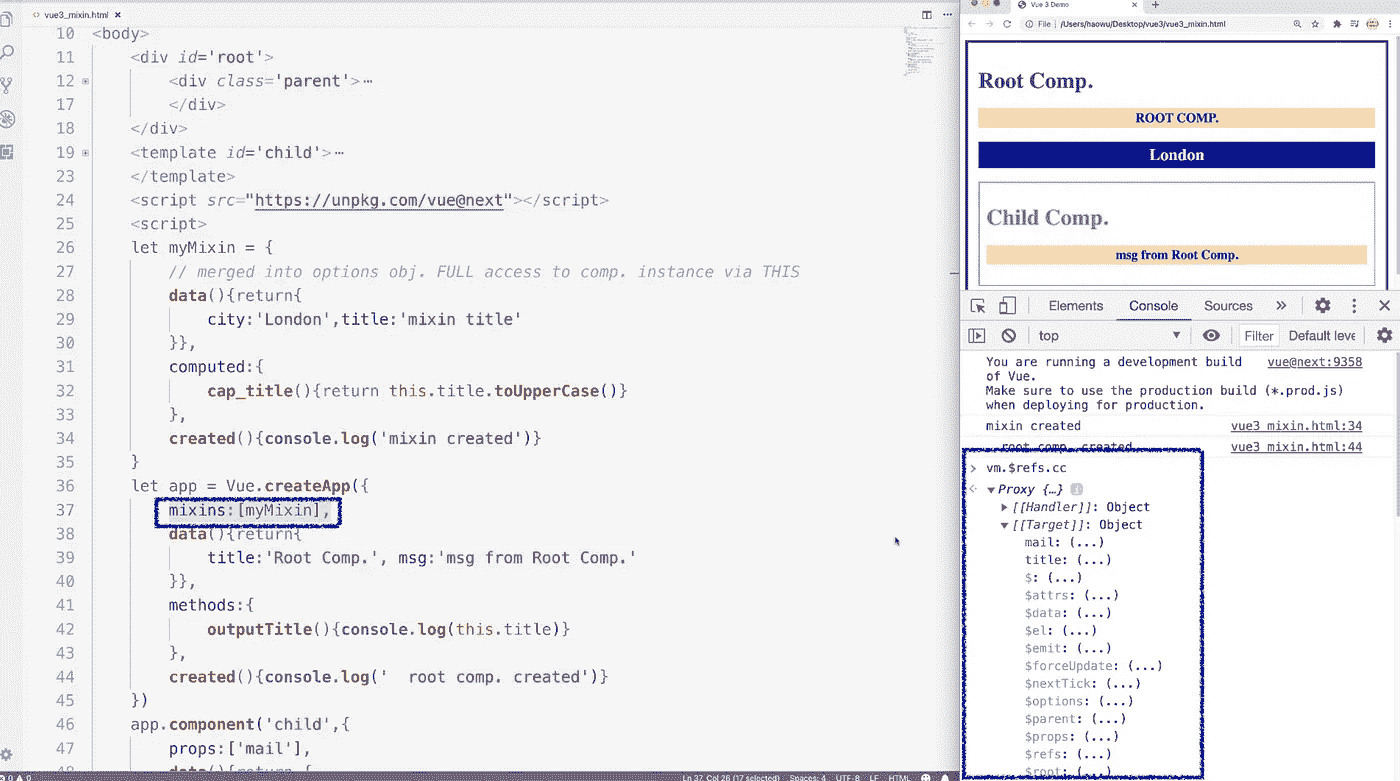 vue3_mixin.html
10 <body>
11 <div id='root'>
12 <div class='parent'>⋯
17 </div>
18 </div>
19 <template id='child'>⋯
23 </template>
24 <script src="https://unpkg.com/vue@next"></script>
25 <script>
26 let myMixin = {
27 // merged into options obj. FULL access to comp. instance via THIS
28 data(){return{
29 city:'London',title:'mixin title'
30 }},
31 computed:{
32 cap_title(){return this.title.toUpperCase()}
33 },
34 created(){console.log('mixin created')}
35 }
36 let app = Vue.createApp({
37 mixins:[myMixin],
38 data(){return{
39 title:'Root Comp.', msg:'msg from Root Comp.'
40 }},
41 methods:{
42 outputTitle(){console.log(this.title)}
43 },
44 created(){console.log('  root comp. created')}
45 })
46 app.component('child',{
47 props:['mail'],
48 data(){return {
Ln 37, Col 26 (17 selected) Spaces: 4 UTF-8 LF HTML
Vue 3 Demo
File /Users/haowu/Desktop/vue3/vue3_mixin.html
Root Comp.
ROOT COMP.
London
Child Comp.
msg from Root Comp.
Elements Console Sources »
top Filter Default leve
You are running a development build vue@next:9358
of Vue.
Make sure to use the production build (*.prod.js)
when deploying for production.
mixin created vue3 mixin.html:34
root comp. created vue3 mixin.html:44
> vm.$refs.cc
Proxy {…}
[[Handler]]: Object
[[Target]]: Object
mail: (...)
title: (...)
$: (...)
$attrs: (...)
$data: (...)
$el: (...)
$emit: (...)
$forceUpdate: (...)
$nextTick: (...)
$options: (...)
$parent: (...)
$props: (...)
$refs: (...)
$root: (...)